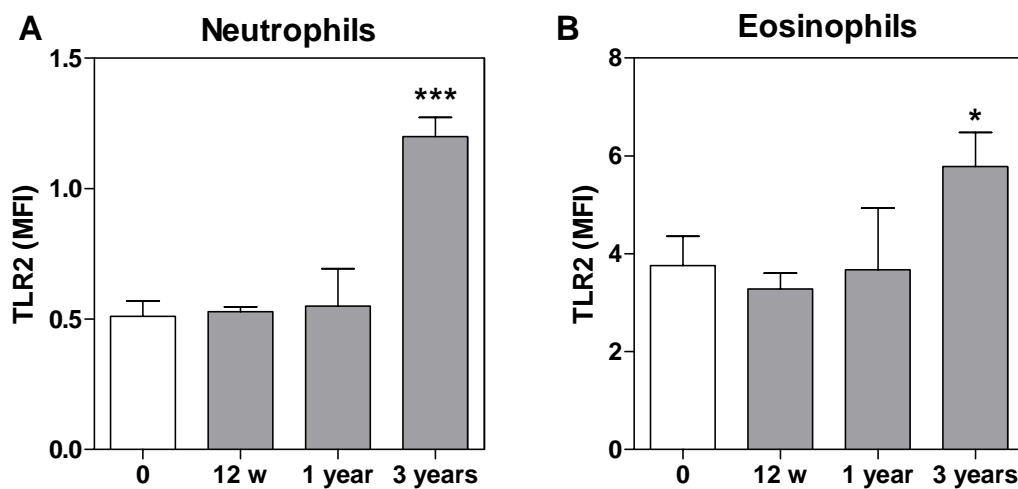 A
Neutrophils
TLR2 (MFI)
1.5
1.0
0.5
0.0
***
0 12 w 1 year 3 years
B
Eosinophils
TLR2 (MFI)
8
6
4
2
0
*
0 12 w 1 year 3 years